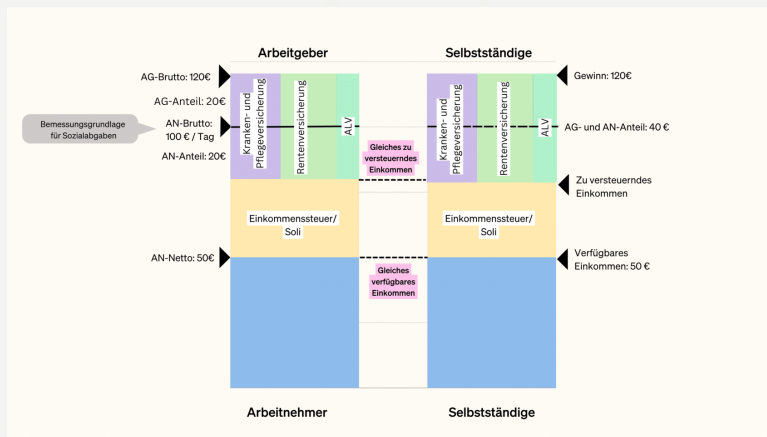 Arbeitgeber
Selbstständige
AG-Brutto: 120€
Gewinn: 120€
AG-Anteil: 20€
Bemessungsgrundlage
für Sozialabgaben
AN-Brutto:
100 € / Tag
AN-Anteil: 20€
Kranken- und
Pflegeversicherung
Rentenversicherung
ALV
Gleiches zu
versteuerndes
Einkommen
Kranken- und
Pflegeversicherung
Rentenversicherung
ALV
AG- und AN-Anteil: 40 €
Zu versteuerndes
Einkommen
Einkommenssteuer/
Soli
Einkommenssteuer/
Soli
AN-Netto: 50€
Gleiches
verfügbares
Einkommen
Verfügbares
Einkommen: 50 €
Arbeitnehmer
Selbstständige